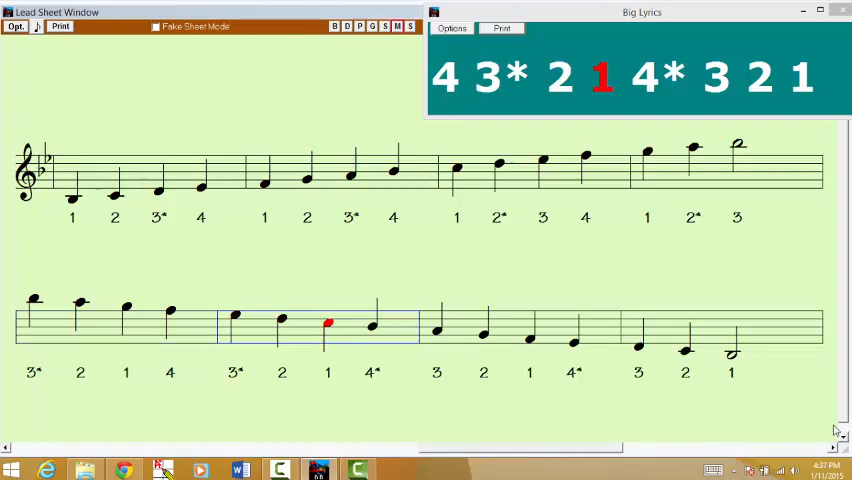 Lead Sheet Window
Opt. Print Fake Sheet Mode B D P G S M S
Big Lyrics
Options Print
4 3* 2 1 4* 3 2 1
1 2 3* 4 1 2 3* 4 1 2* 3 4 1 2* 3
3* 2 1 4 3* 2 1 4* 3 2 1 4* 3 2 1
4:37 PM
1/11/2015